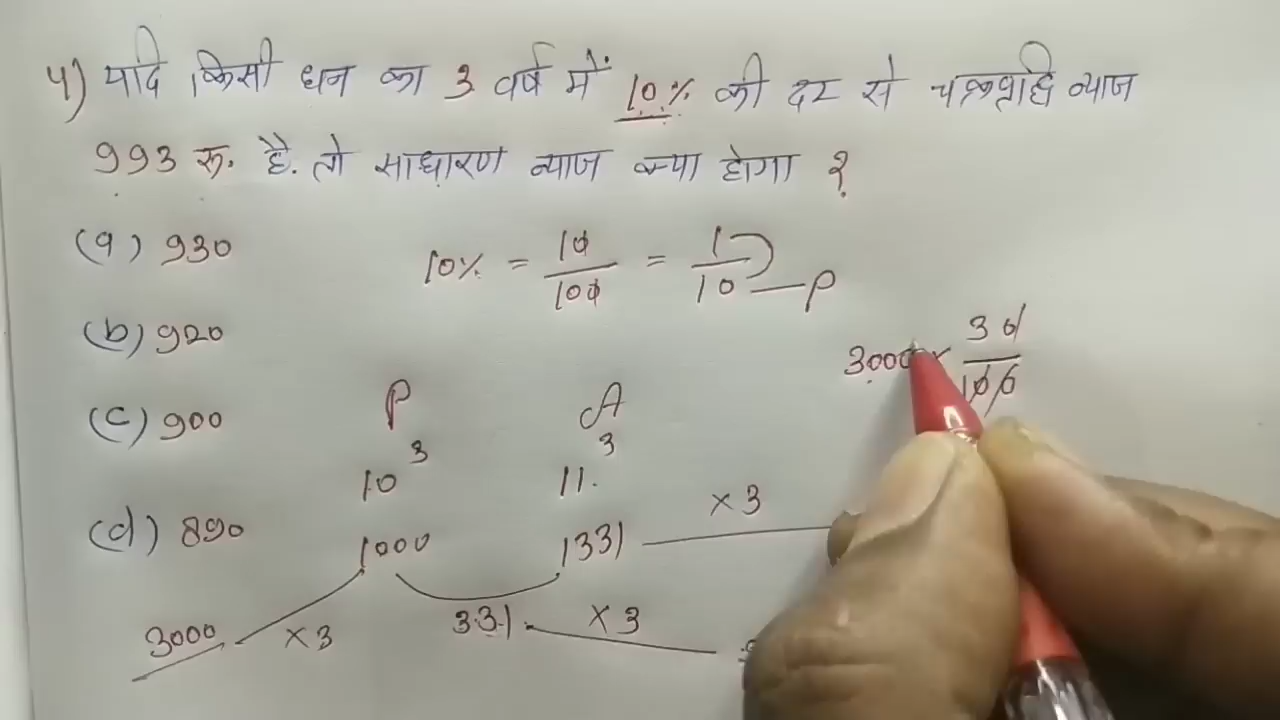 ५) यदि किसी धन का 3 वर्ष में 10% की दर से चक्रवृद्धि ब्याज
993 रु. है. तो साधारण ब्याज क्या होगा ?
(a) 930
10% = 10/100 = 1/10 — P
(b) 920
3000 × 30/100
(c) 900
P A
10³ 11³
(d) 890
1000 1331 × 3
3000 × 3 331 × 3